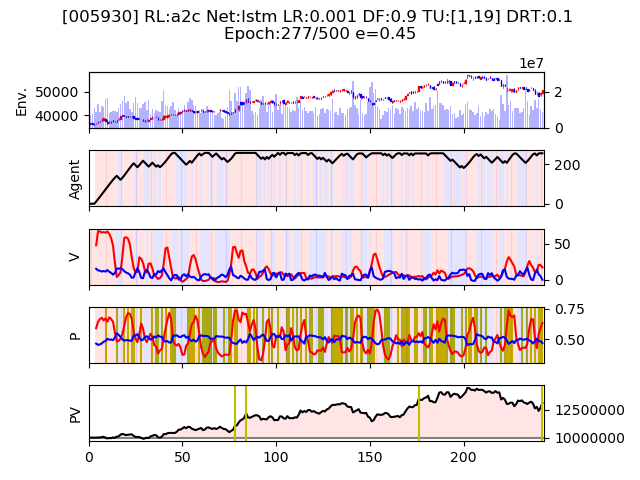 [005930] RL:a2c Net:lstm LR:0.001 DF:0.9 TU:[1,19] DRT:0.1
Epoch:277/500 e=0.45
1e7
Env.
50000
40000
2
0
Agent
200
0
V
50
0
P
0.75
0.50
PV
12500000
10000000
0 50 100 150 200